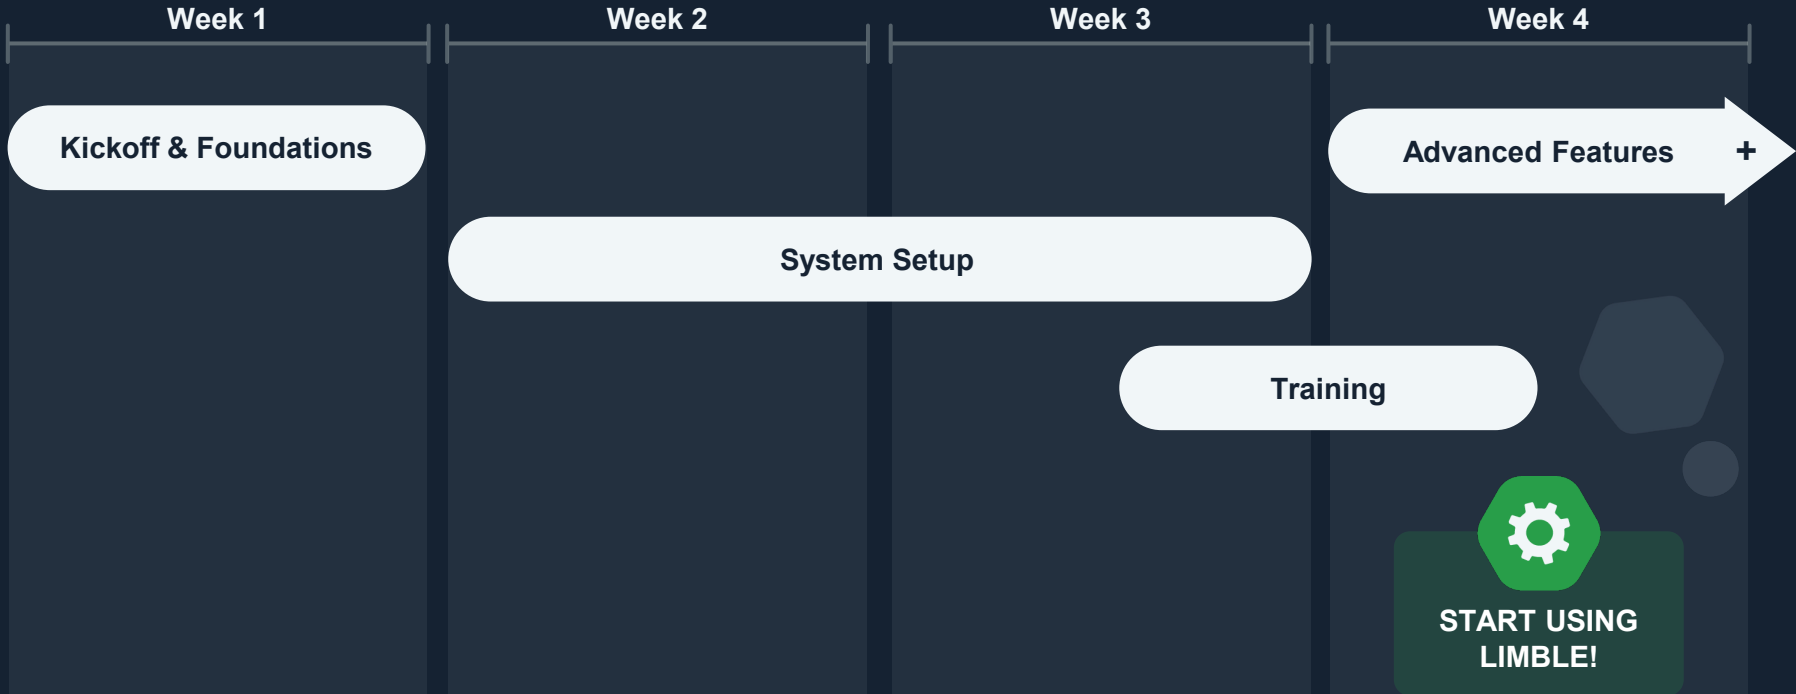 Week 1
Week 2
Week 3
Week 4
Kickoff & Foundations
Advanced Features +
System Setup
Training
START USING
LIMBLE!